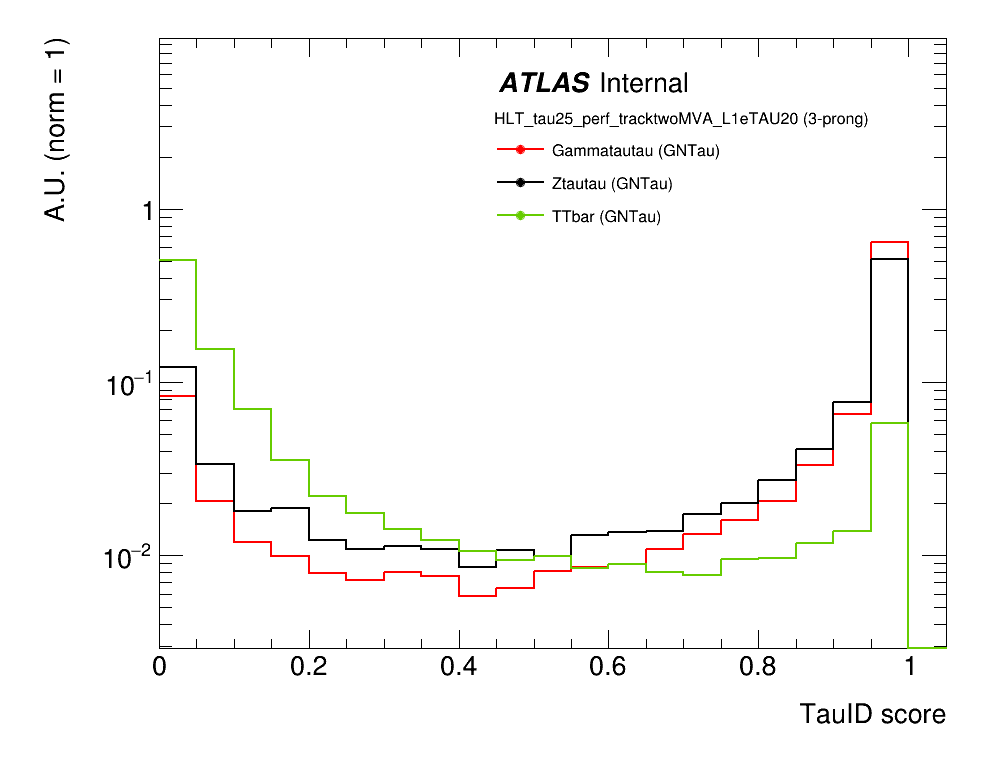 A.U. (norm = 1)
ATLAS Internal
HLT_tau25_perf_tracktwoMVA_L1eTAU20 (3-prong)
Gammatautau (GNTau)
Ztautau (GNTau)
TTbar (GNTau)
1
10⁻¹
10⁻²
0 0.2 0.4 0.6 0.8 1
TauID score